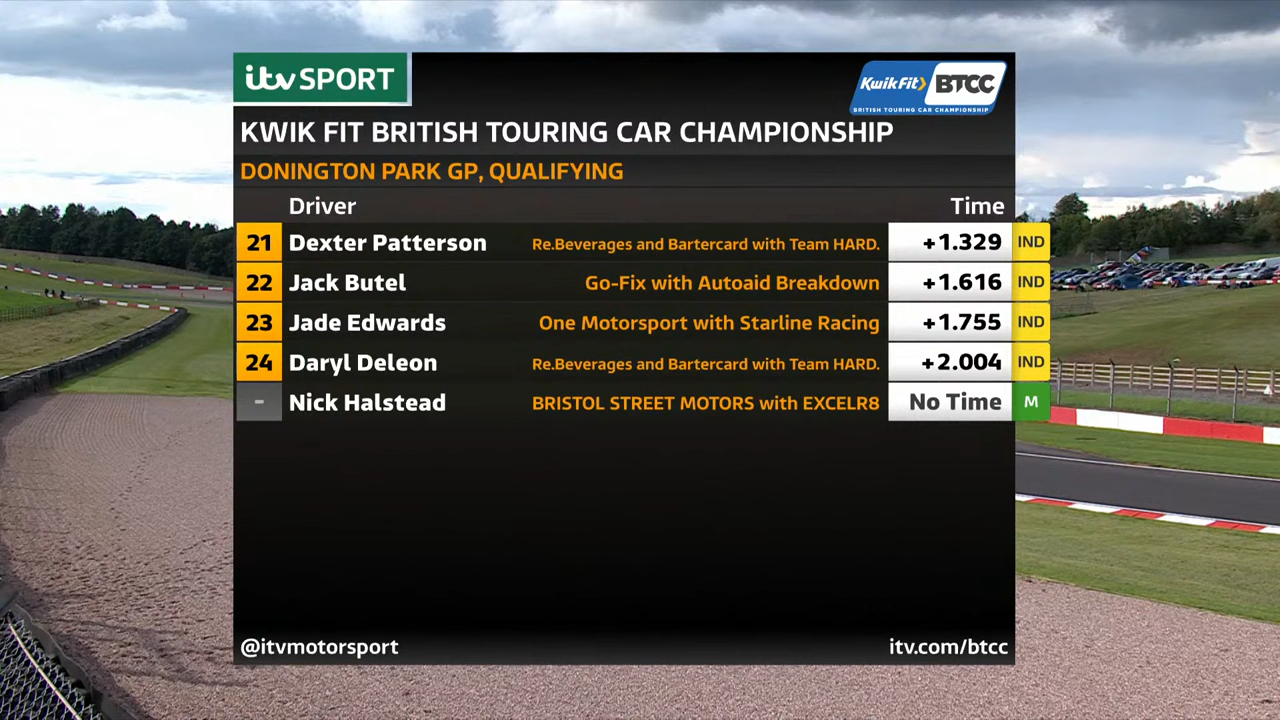 itv SPORT
KwikFit BTCC
BRITISH TOURING CAR CHAMPIONSHIP
KWIK FIT BRITISH TOURING CAR CHAMPIONSHIP
DONINGTON PARK GP, QUALIFYING
Driver Time
21 Dexter Patterson Re.Beverages and Bartercard with Team HARD. +1.329 IND
22 Jack Butel Go-Fix with Autoaid Breakdown +1.616 IND
23 Jade Edwards One Motorsport with Starline Racing +1.755 IND
24 Daryl Deleon Re.Beverages and Bartercard with Team HARD. +2.004 IND
- Nick Halstead BRISTOL STREET MOTORS with EXCELR8 No Time M
@itvmotorsport itv.com/btcc